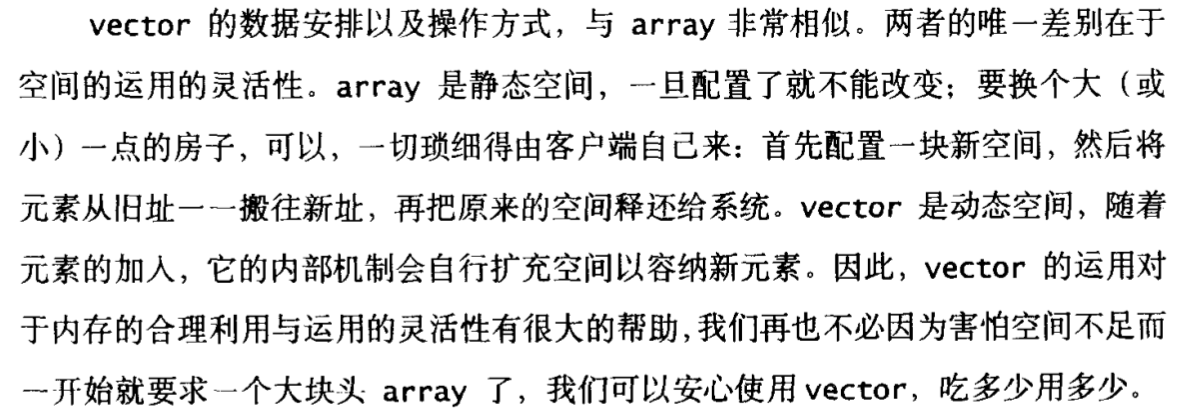 vector 的数据安排以及操作方式，与 array 非常相似。两者的唯一差别在于
空间的运用的灵活性。array 是静态空间，一旦配置了就不能改变；要换个大（或
小）一点的房子，可以，一切琐细得由客户端自己来：首先配置一块新空间，然后将
元素从旧址一一搬往新址，再把原来的空间释还给系统。vector 是动态空间，随着
元素的加入，它的内部机制会自行扩充空间以容纳新元素。因此，vector 的运用对
于内存的合理利用与运用的灵活性有很大的帮助，我们再也不必因为害怕空间不足而
一开始就要求一个大块头 array 了，我们可以安心使用 vector，吃多少用多少。